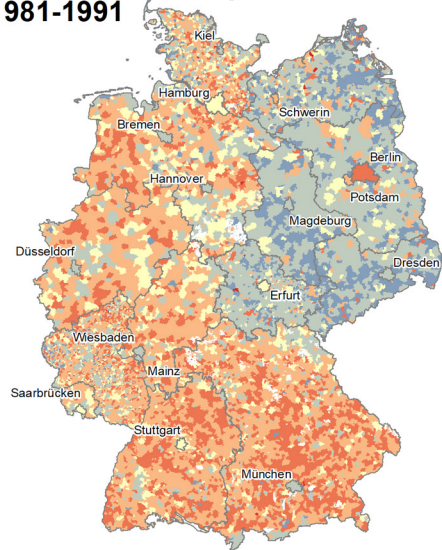 981-1991
Kiel
Hamburg
Schwerin
Bremen
Berlin
Hannover
Potsdam
Magdeburg
Düsseldorf
Dresden
Erfurt
Wiesbaden
Mainz
Saarbrücken
Stuttgart
München